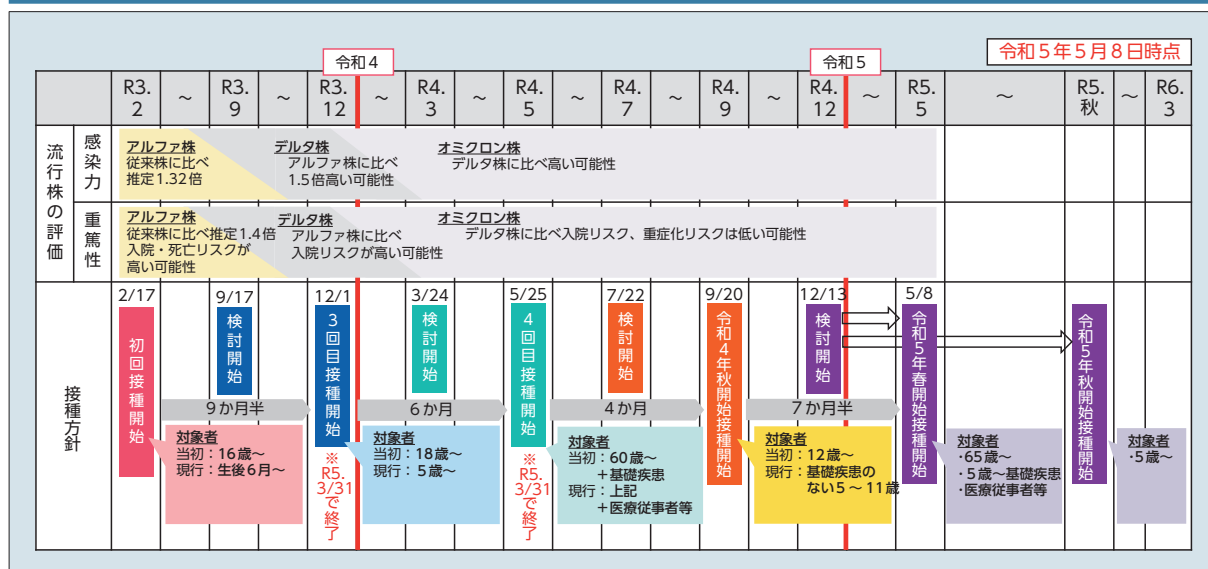 令和5年5月8日時点
令和4
令和5
R3.
2
～
R3.
9
～
R3.
12
～
R4.
3
～
R4.
5
～
R4.
7
～
R4.
9
～
R4.
12
～
R5.
5
～
R5.
秋
～
R6.
3
流行株の評価
感染力
アルファ株
従来株に比べ
推定1.32倍
デルタ株
アルファ株に比べ
1.5倍高い可能性
オミクロン株
デルタ株に比べ高い可能性
重篤性
アルファ株
従来株に比べ推定1.4倍
入院・死亡リスクが
高い可能性
デルタ株
アルファ株に比べ
入院リスクが高い可能性
オミクロン株
デルタ株に比べ入院リスク、重症化リスクは低い可能性
接種方針
2/17
初回接種開始
9/17
検討開始
12/1
3回目接種開始
※
R5.
3/31
で終了
3/24
検討開始
5/25
4回目接種開始
※
R5.
3/31
で終了
7/22
検討開始
9/20
令和4年秋開始接種開始
12/13
検討開始
5/8
令和5年春開始接種開始
令和5年秋開始接種開始
9か月半
6か月
4か月
7か月半
対象者
当初：16歳～
現行：生後6月～
対象者
当初：18歳～
現行：5歳～
対象者
当初：60歳～
＋基礎疾患
現行：上記
＋医療従事者等
対象者
当初：12歳～
現行：基礎疾患の
ない5～11歳
対象者
・65歳～
・5歳～基礎疾患
・医療従事者等
対象者
・5歳～